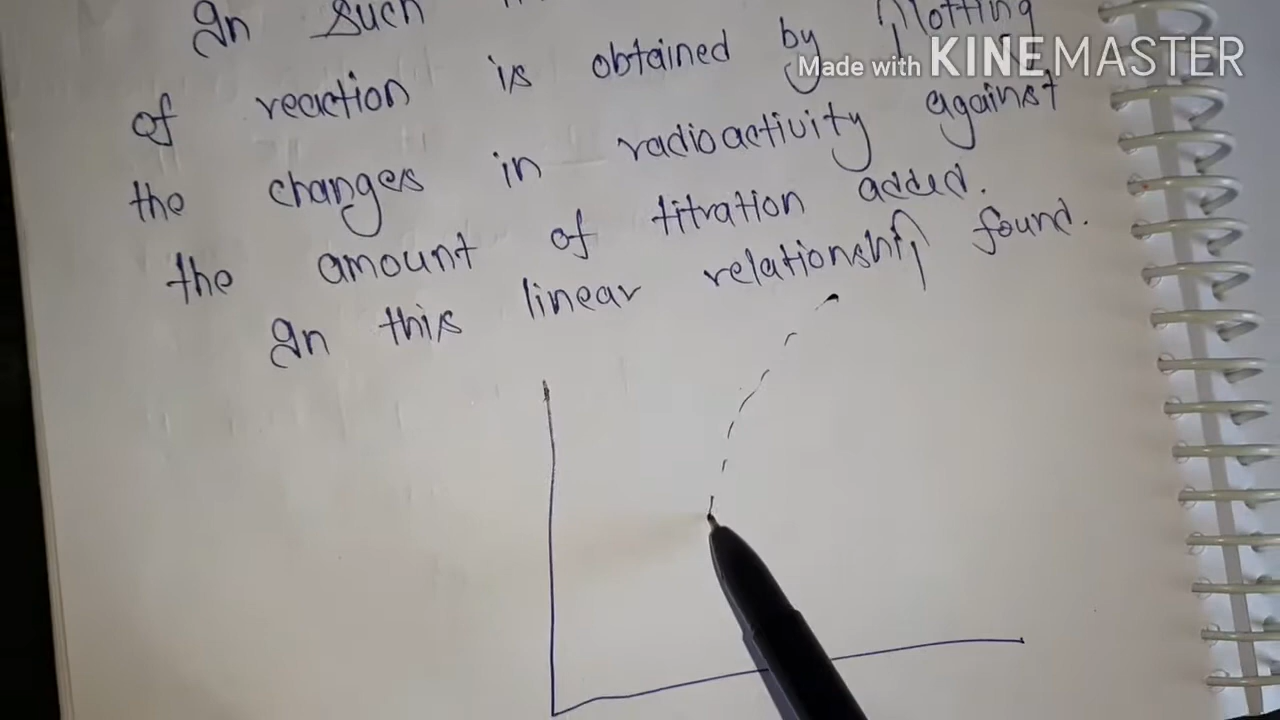 In such
of reaction is obtained by plotting
the changes in radioactivity against
the amount of titration added.
In this linear relationship found.
Made with KINEMASTER